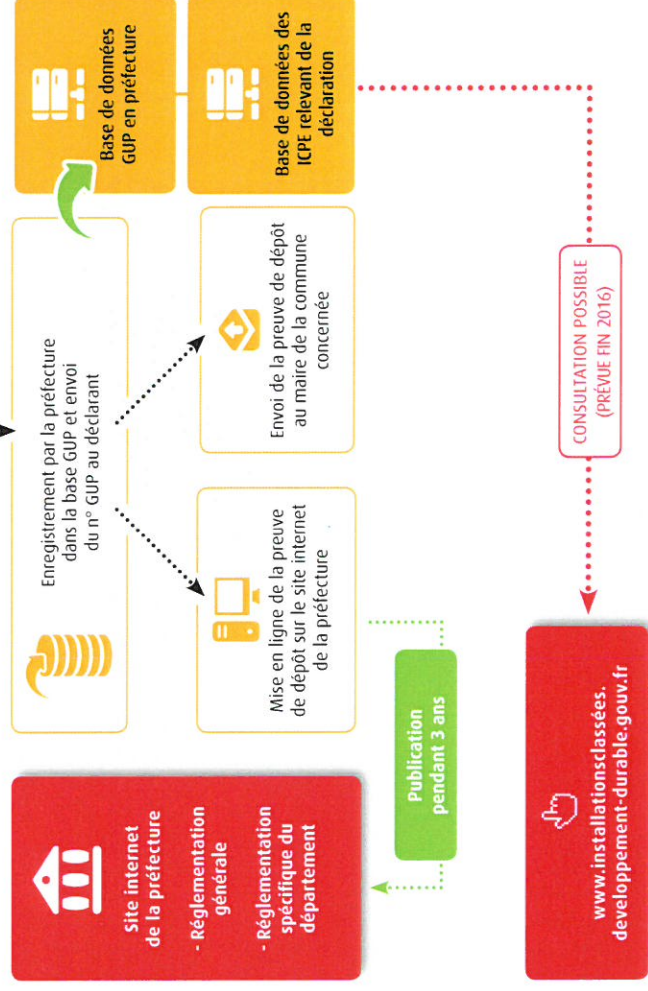 Site internet
de la préfecture
- Réglementation
générale
- Réglementation
spécifique du
département
Enregistrement par la préfecture
dans la base GUP et envoi
du n° GUP au déclarant
Base de données
GUP en préfecture
Mise en ligne de la preuve
de dépôt sur le site internet
de la préfecture
Envoi de la preuve de dépôt
au maire de la commune
concernée
Base de données des
ICPE relevant de la
déclaration
Publication
pendant 3 ans
www.installationsclassées.
developpement-durable.gouv.fr
CONSULTATION POSSIBLE
(PRÉVUE FIN 2016)